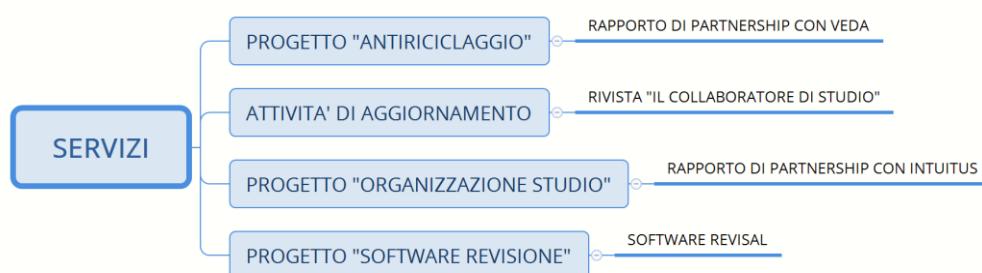 PROGETTO "ANTIRICICLAGGIO"
RAPPORTO DI PARTNERSHIP CON VEDA
ATTIVITA' DI AGGIORNAMENTO
RIVISTA "IL COLLABORATORE DI STUDIO"
SERVIZI
PROGETTO "ORGANIZZAZIONE STUDIO"
RAPPORTO DI PARTNERSHIP CON INTUITUS
PROGETTO "SOFTWARE REVISIONE"
SOFTWARE REVISAL